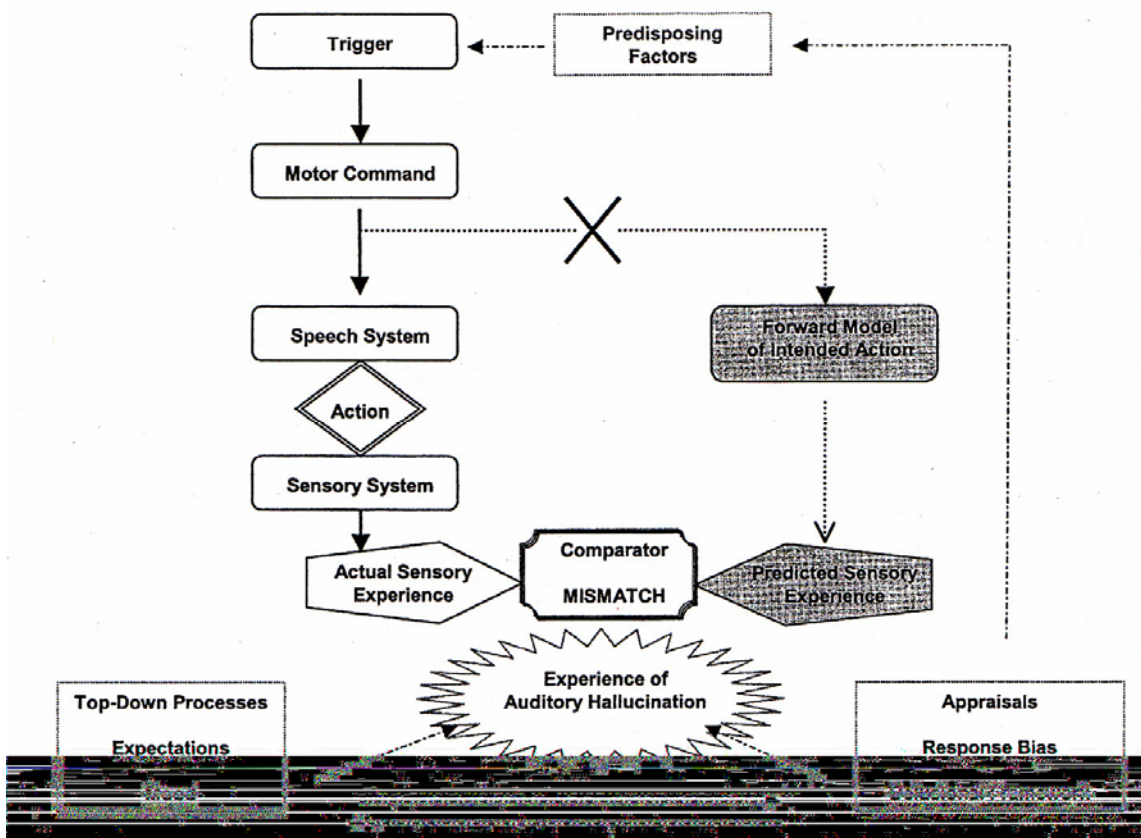 Trigger
Predisposing
Factors
Motor Command
Speech System
Forward Model
of Intended Action
Action
Sensory System
Actual Sensory
Experience
Comparator
MISMATCH
Predicted Sensory
Experience
Experience of
Auditory Hallucination
Top-Down Processes
Expectations
Appraisals
Response Bias